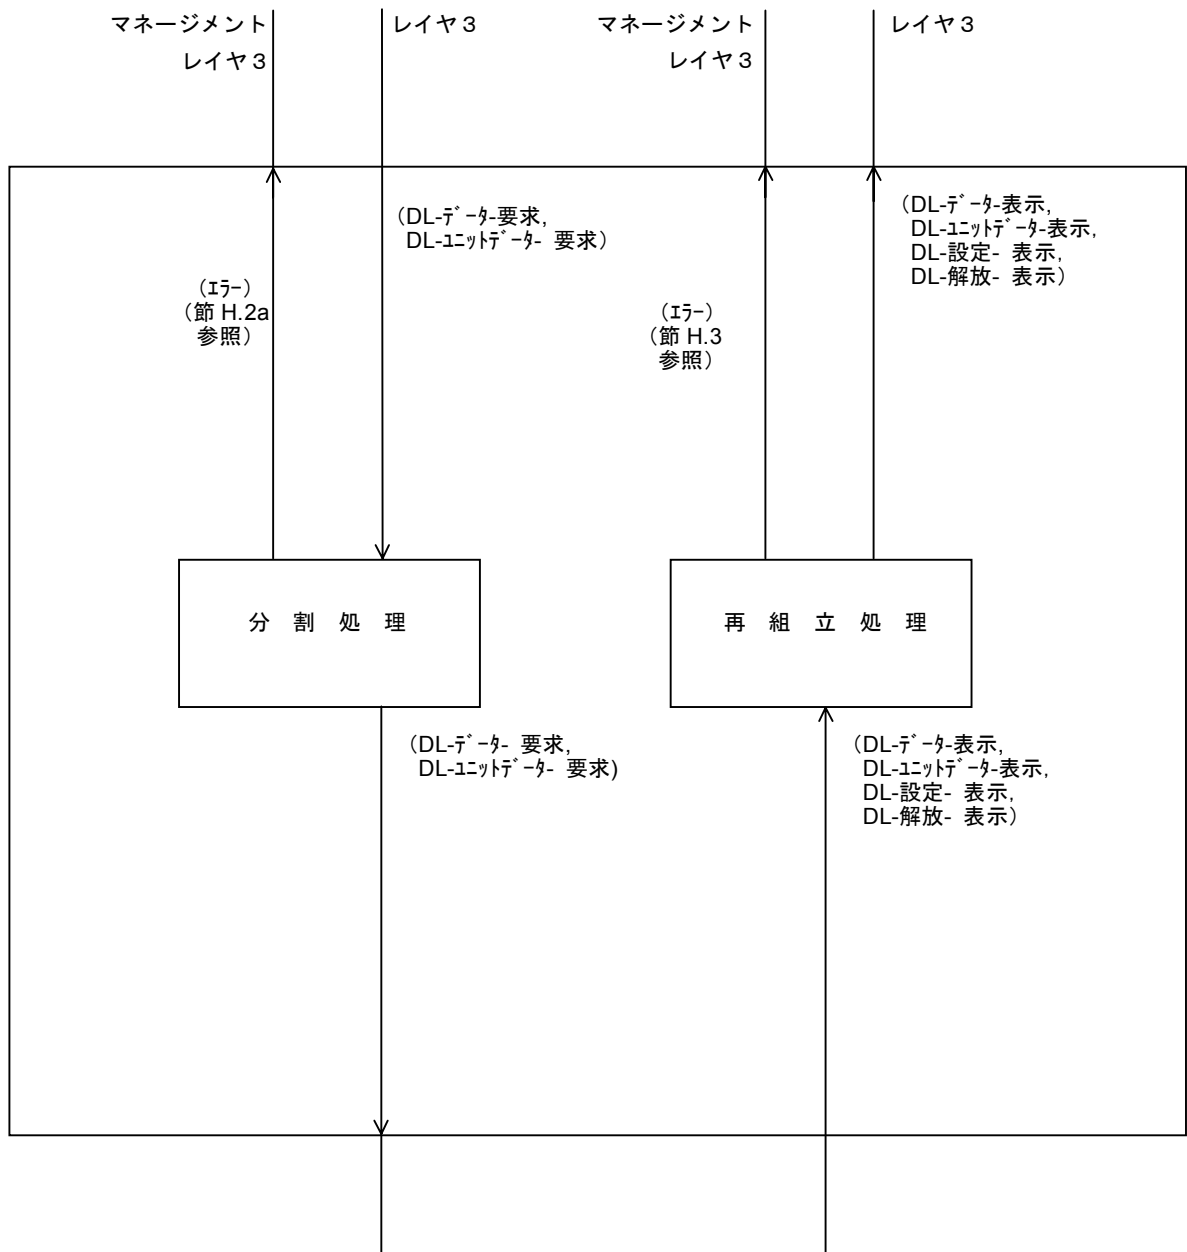 マネージメント
レイヤ3
レイヤ3
マネージメント
レイヤ3
レイヤ3
(DL-ﾃﾞｰﾀ-要求,
DL-ﾕﾆｯﾄﾃﾞｰﾀ- 要求)
(DL-ﾃﾞｰﾀ-表示,
DL-ﾕﾆｯﾄﾃﾞｰﾀ-表示,
DL-設定- 表示,
DL-解放- 表示)
(ｴﾗｰ)
(節 H.2a
参照)
(ｴﾗｰ)
(節 H.3
参照)
分 割 処 理
再 組 立 処 理
(DL-ﾃﾞｰﾀ- 要求,
DL-ﾕﾆｯﾄﾃﾞｰﾀ- 要求)
(DL-ﾃﾞｰﾀ-表示,
DL-ﾕﾆｯﾄﾃﾞｰﾀ-表示,
DL-設定- 表示,
DL-解放- 表示)